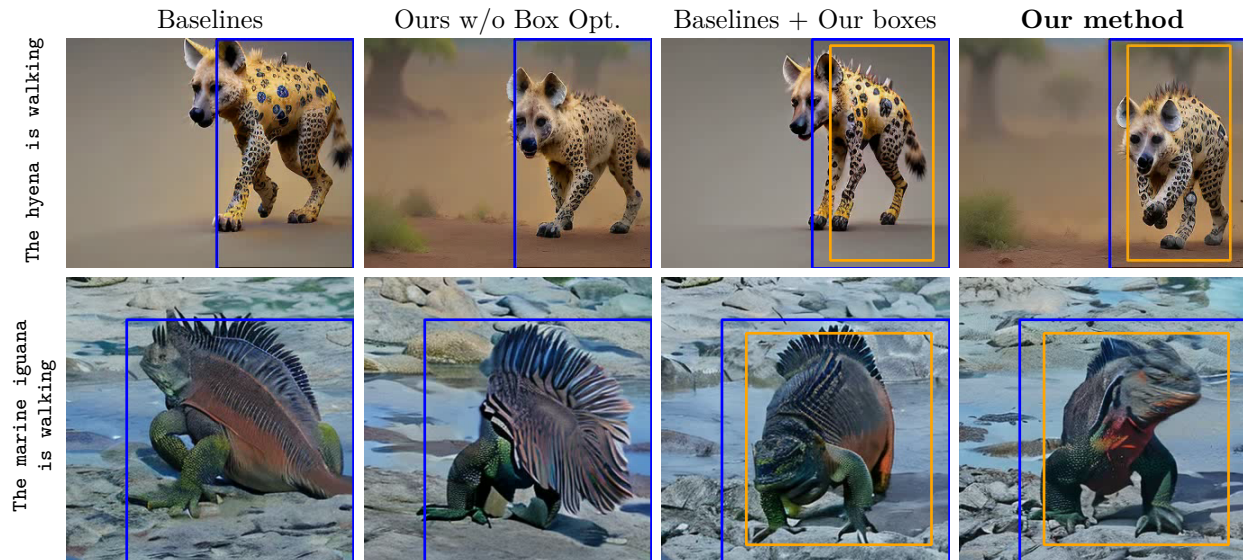 Baselines
Ours w/o Box Opt.
Baselines + Our boxes
Our method
The hyena is walking
The marine iguana
is walking